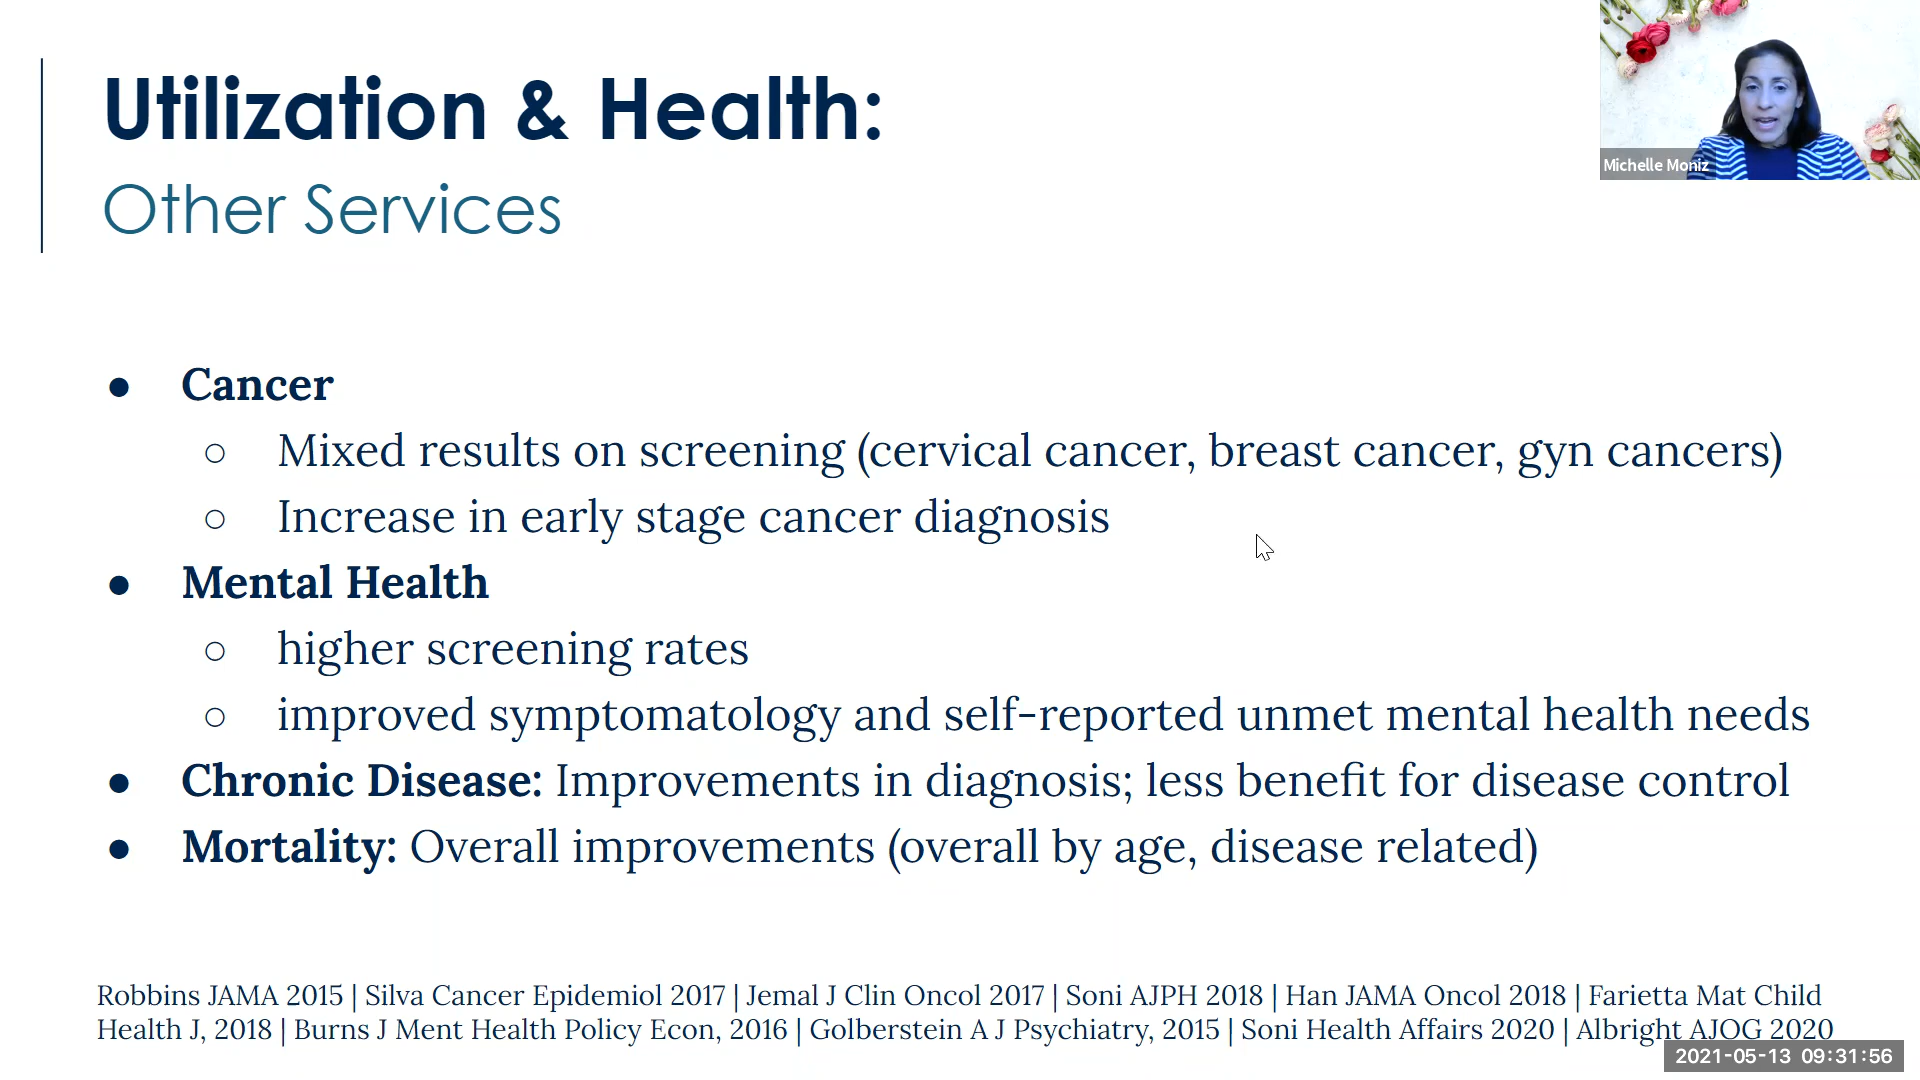 Utilization & Health:
Other Services
Michelle Moniz
● Cancer
○ Mixed results on screening (cervical cancer, breast cancer, gyn cancers)
○ Increase in early stage cancer diagnosis
● Mental Health
○ higher screening rates
○ improved symptomatology and self-reported unmet mental health needs
● Chronic Disease: Improvements in diagnosis; less benefit for disease control
● Mortality: Overall improvements (overall by age, disease related)
Robbins JAMA 2015 | Silva Cancer Epidemiol 2017 | Jemal J Clin Oncol 2017 | Soni AJPH 2018 | Han JAMA Oncol 2018 | Farietta Mat Child
Health J, 2018 | Burns J Ment Health Policy Econ, 2016 | Golberstein A J Psychiatry, 2015 | Soni Health Affairs 2020 | Albright AJOG 2020
2021-05-13 09:31:56